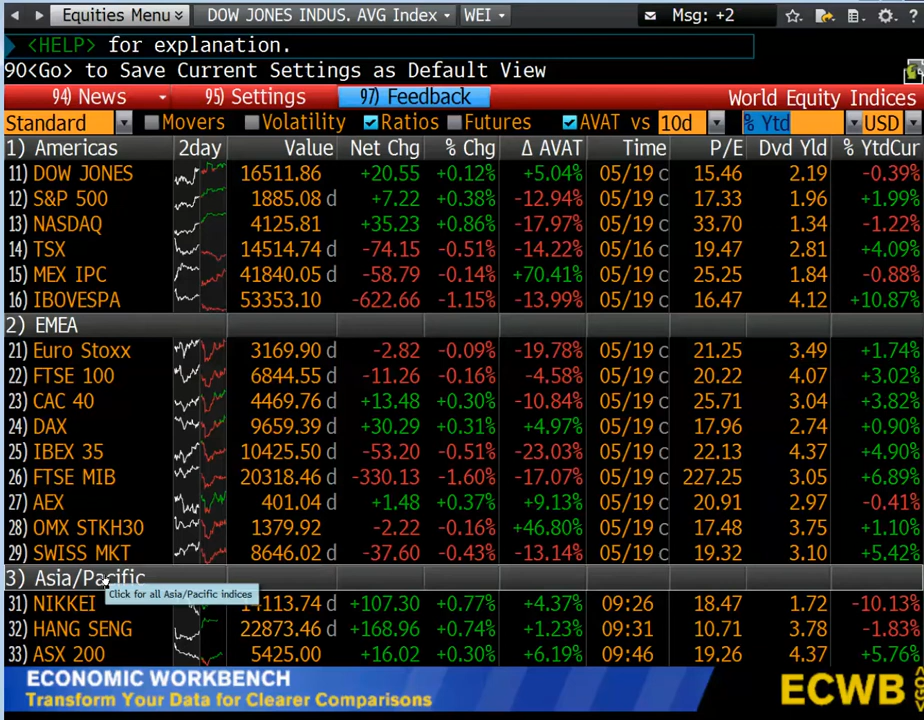 Equities Menu DOW JONES INDUS. AVG Index WEI Msg: +2 ?
<HELP> for explanation.
90<Go> to Save Current Settings as Default View
94) News 95) Settings 97) Feedback World Equity Indices
Standard Movers Volatility Ratios Futures AVAT vs 10d % Ytd USD
1) Americas 2day Value Net Chg % Chg Δ AVAT Time P/E Dvd Yld % YtdCur
11) DOW JONES 16511.86 +20.55 +0.12% +5.04% 05/19 c 15.46 2.19 -0.39%
12) S&P 500 1885.08 d +7.22 +0.38% -12.94% 05/19 c 17.33 1.96 +1.99%
13) NASDAQ 4125.81 +35.23 +0.86% -17.97% 05/19 c 33.70 1.34 -1.22%
14) TSX 14514.74 d -74.15 -0.51% -14.22% 05/16 c 19.47 2.81 +4.09%
15) MEX IPC 41840.05 d -58.79 -0.14% +70.41% 05/19 c 25.25 1.84 -0.88%
16) IBOVESPA 53353.10 -622.66 -1.15% -13.99% 05/19 c 16.47 4.12 +10.87%
2) EMEA
21) Euro Stoxx 3169.90 d -2.82 -0.09% -19.78% 05/19 c 21.25 3.49 +1.74%
22) FTSE 100 6844.55 d -11.26 -0.16% -4.58% 05/19 c 20.22 4.07 +3.02%
23) CAC 40 4469.76 d +13.48 +0.30% -10.84% 05/19 c 25.71 3.04 +3.82%
24) DAX 9659.39 d +30.29 +0.31% +4.97% 05/19 c 17.96 2.74 +0.90%
25) IBEX 35 10425.50 d -53.20 -0.51% -23.03% 05/19 c 22.13 4.37 +4.90%
26) FTSE MIB 20318.46 d -330.13 -1.60% -17.07% 05/19 c 227.25 3.05 +6.89%
27) AEX 401.04 d +1.48 +0.37% +9.13% 05/19 c 20.91 2.97 -0.41%
28) OMX STKH30 1379.92 -2.22 -0.16% +46.80% 05/19 c 17.48 3.75 +1.10%
29) SWISS MKT 8646.02 d -37.60 -0.43% -13.14% 05/19 c 19.32 3.10 +5.42%
3) Asia/Pacific
Click for all Asia/Pacific indices
31) NIKKEI 14113.74 d +107.30 +0.77% +4.37% 09:26 18.47 1.72 -10.13%
32) HANG SENG 22873.46 d +168.96 +0.74% +1.23% 09:31 10.71 3.78 -1.83%
33) ASX 200 5425.00 +16.02 +0.30% +6.19% 09:46 19.26 4.37 +5.76%
ECONOMIC WORKBENCH
Transform Your Data for Clearer Comparisons
ECWB